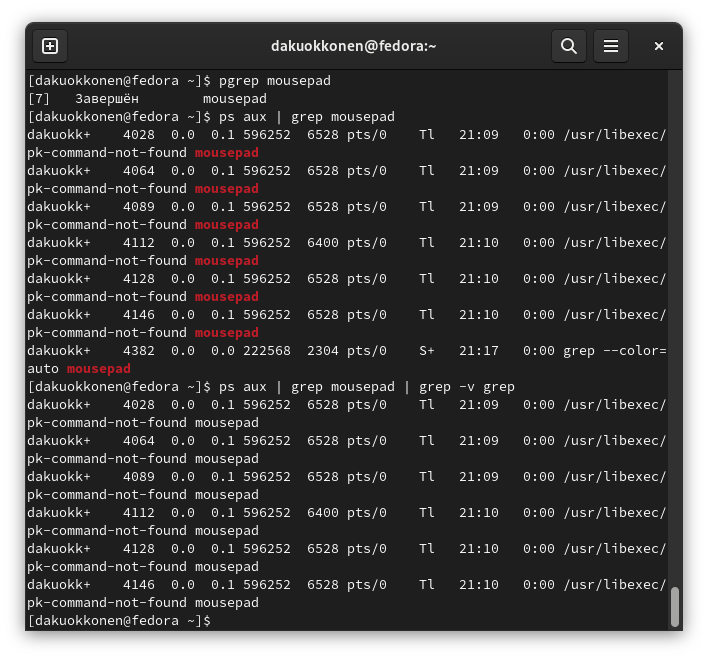 dakuokkonen@fedora:~
[dakuokkonen@fedora ~]$ pgrep mousepad
[7]   Завершён        mousepad
[dakuokkonen@fedora ~]$ ps aux | grep mousepad
dakuokk+    4028  0.0  0.1 596252  6528 pts/0    Tl   21:09   0:00 /usr/libexec/
pk-command-not-found mousepad
dakuokk+    4064  0.0  0.1 596252  6528 pts/0    Tl   21:09   0:00 /usr/libexec/
pk-command-not-found mousepad
dakuokk+    4089  0.0  0.1 596252  6528 pts/0    Tl   21:09   0:00 /usr/libexec/
pk-command-not-found mousepad
dakuokk+    4112  0.0  0.1 596252  6400 pts/0    Tl   21:10   0:00 /usr/libexec/
pk-command-not-found mousepad
dakuokk+    4128  0.0  0.1 596252  6528 pts/0    Tl   21:10   0:00 /usr/libexec/
pk-command-not-found mousepad
dakuokk+    4146  0.0  0.1 596252  6528 pts/0    Tl   21:10   0:00 /usr/libexec/
pk-command-not-found mousepad
dakuokk+    4382  0.0  0.0 222568  2304 pts/0    S+   21:17   0:00 grep --color=
auto mousepad
[dakuokkonen@fedora ~]$ ps aux | grep mousepad | grep -v grep
dakuokk+    4028  0.0  0.1 596252  6528 pts/0    Tl   21:09   0:00 /usr/libexec/
pk-command-not-found mousepad
dakuokk+    4064  0.0  0.1 596252  6528 pts/0    Tl   21:09   0:00 /usr/libexec/
pk-command-not-found mousepad
dakuokk+    4089  0.0  0.1 596252  6528 pts/0    Tl   21:09   0:00 /usr/libexec/
pk-command-not-found mousepad
dakuokk+    4112  0.0  0.1 596252  6400 pts/0    Tl   21:10   0:00 /usr/libexec/
pk-command-not-found mousepad
dakuokk+    4128  0.0  0.1 596252  6528 pts/0    Tl   21:10   0:00 /usr/libexec/
pk-command-not-found mousepad
dakuokk+    4146  0.0  0.1 596252  6528 pts/0    Tl   21:10   0:00 /usr/libexec/
pk-command-not-found mousepad
[dakuokkonen@fedora ~]$